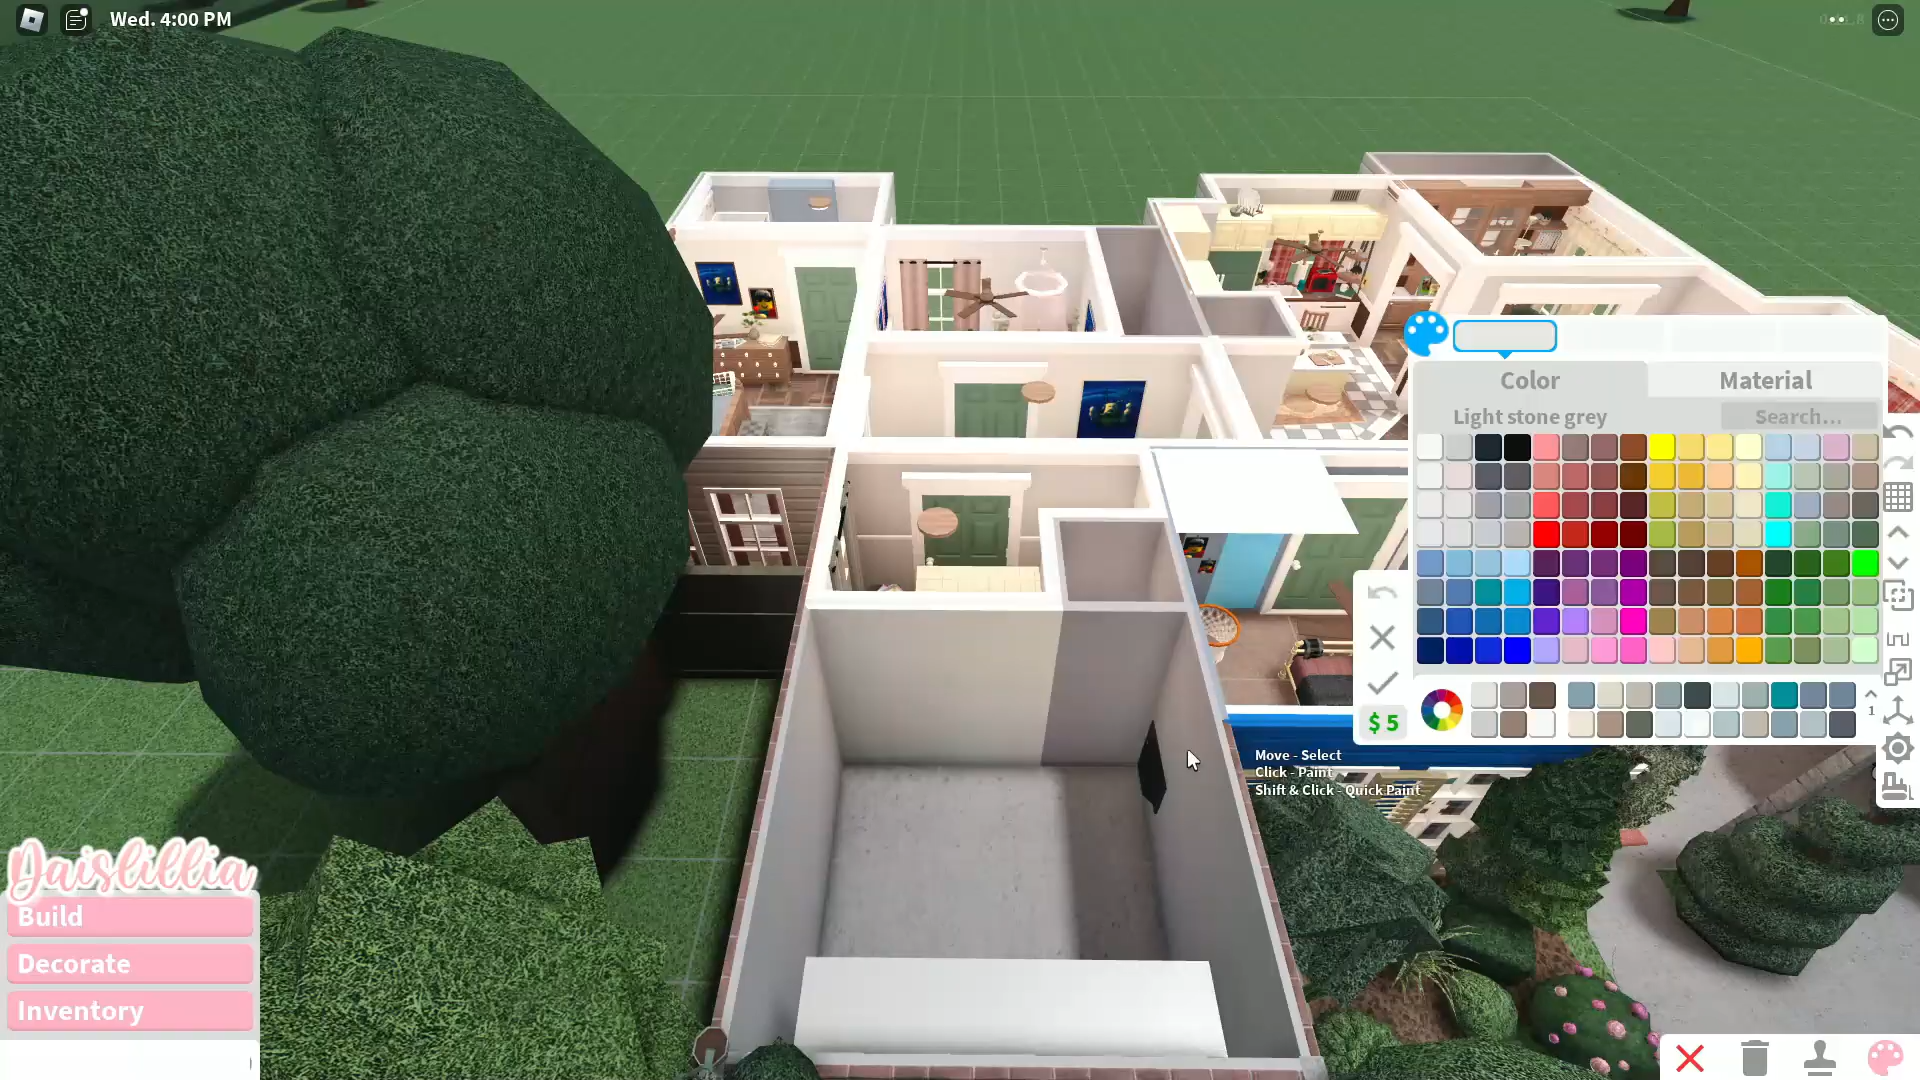 Wed. 4:00 PM
Color
Material
Light stone grey
Search...
$ 5
1
Move - Select
Click - Paint
Shift & Click - Quick Paint
Daislillia
Build
Decorate
Inventory